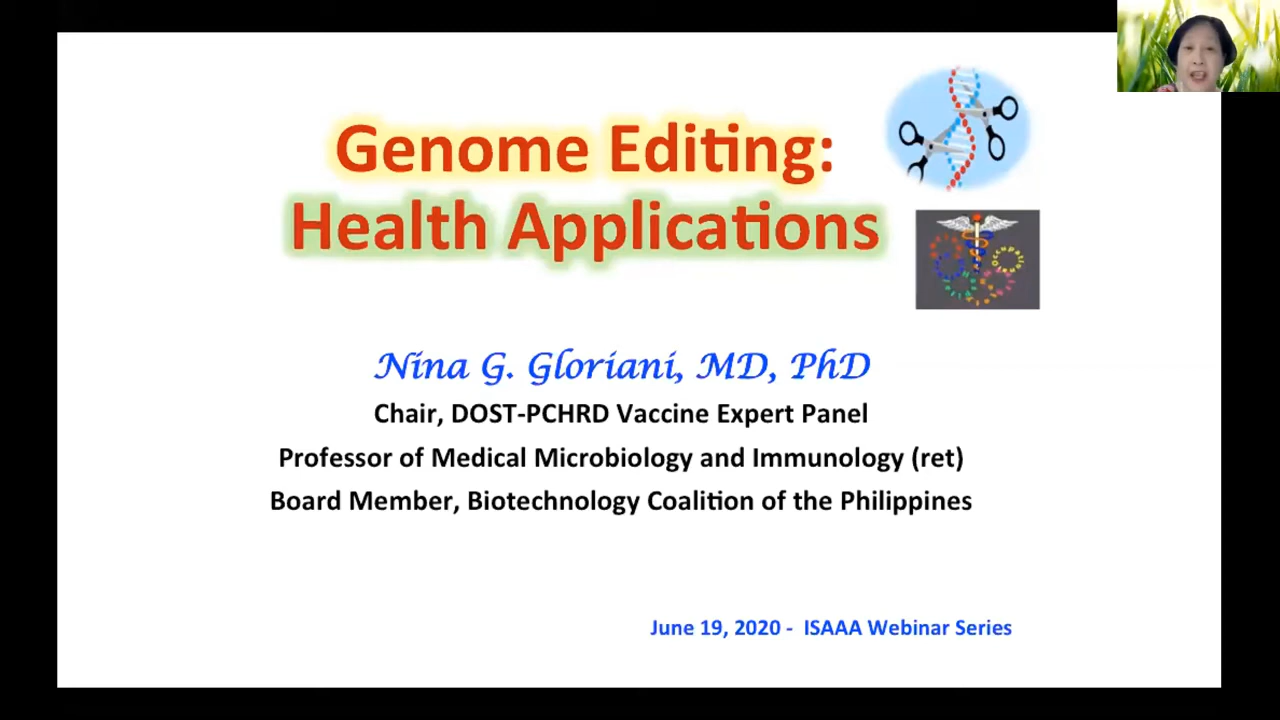 Genome Editing:
Health Applications
Nina G. Gloriani, MD, PhD
Chair, DOST-PCHRD Vaccine Expert Panel
Professor of Medical Microbiology and Immunology (ret)
Board Member, Biotechnology Coalition of the Philippines
June 19, 2020 - ISAAA Webinar Series